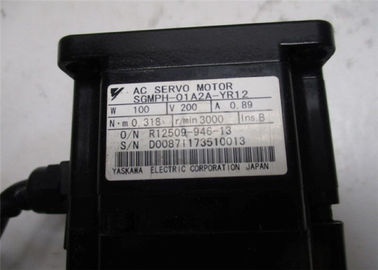 AC SERVO MOTOR
SGMPH-01A2A-YR12
W 100 V 200 A 0.89
N·m 0.318 r/min 3000 Ins.B
O/N R12509-946-13
S/N D00871173510013
YASKAWA ELECTRIC CORPORATION JAPAN